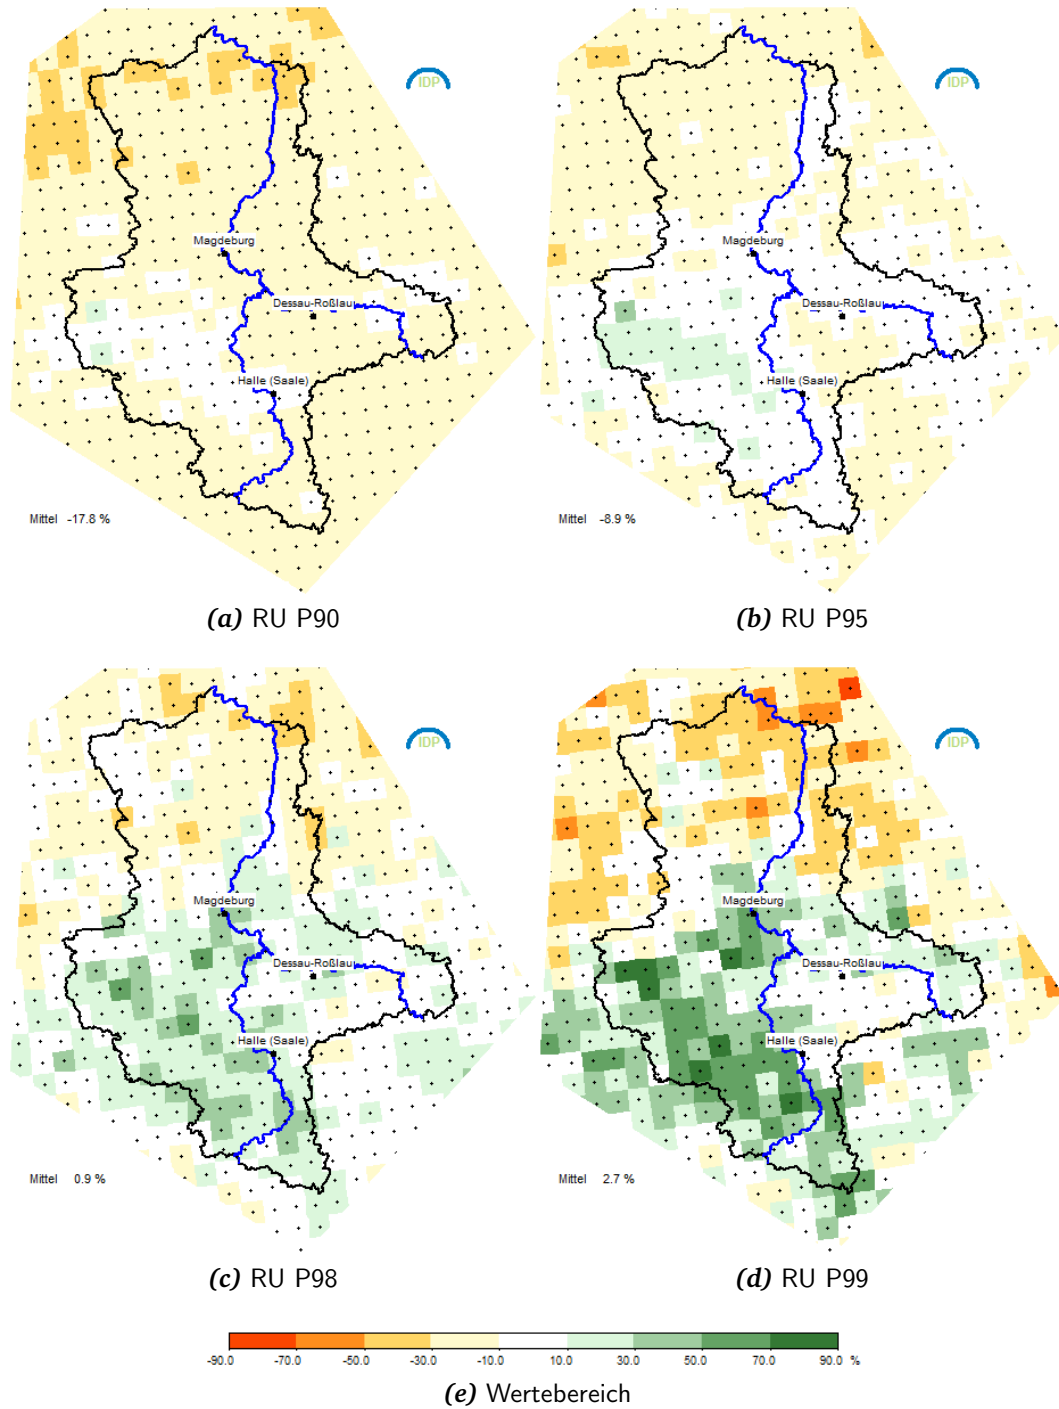 IDP
IDP
Magdeburg
Magdeburg
Dessau-Roßlau
Dessau-Roßlau
Halle (Saale)
Halle (Saale)
Mittel -17.8 %
Mittel -8.9 %
(a) RU P90
(b) RU P95
IDP
IDP
Magdeburg
Magdeburg
Dessau-Roßlau
Dessau-Roßlau
Halle (Saale)
Halle (Saale)
Mittel 0.9 %
Mittel 2.7 %
(c) RU P98
(d) RU P99
-90.0 -70.0 -50.0 -30.0 -10.0 10.0 30.0 50.0 70.0 90.0 %
(e) Wertebereich